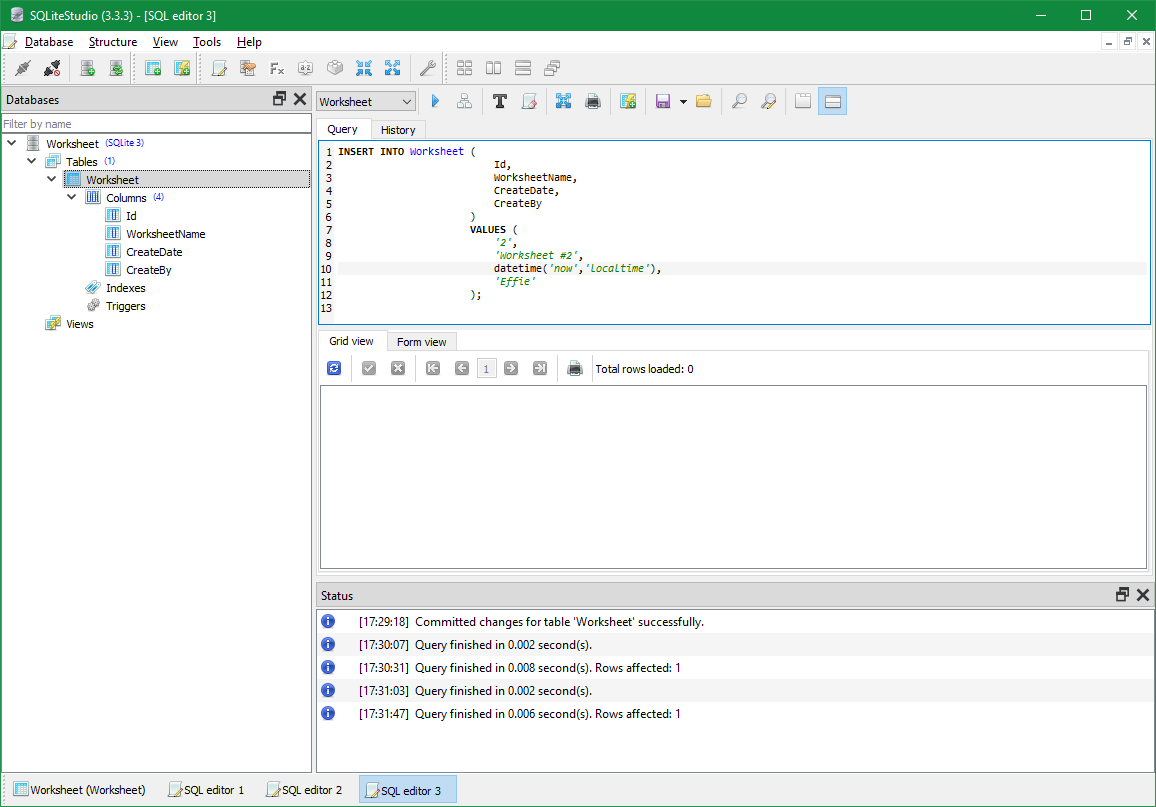 SQLiteStudio (3.3.3) - [SQL editor 3]
Database Structure View Tools Help
Databases
Filter by name
Worksheet (SQLite 3)
Tables (1)
Worksheet
Columns (4)
Id
WorksheetName
CreateDate
CreateBy
Indexes
Triggers
Views
Worksheet
Query History
1 INSERT INTO Worksheet (
2 Id,
3 WorksheetName,
4 CreateDate,
5 CreateBy
6 )
7 VALUES (
8 '2',
9 'Worksheet #2',
10 datetime('now','localtime'),
11 'Effie'
12 );
13
Grid view Form view
1 Total rows loaded: 0
Status
[17:29:18] Committed changes for table 'Worksheet' successfully.
[17:30:07] Query finished in 0.002 second(s).
[17:30:31] Query finished in 0.008 second(s). Rows affected: 1
[17:31:03] Query finished in 0.002 second(s).
[17:31:47] Query finished in 0.006 second(s). Rows affected: 1
Worksheet (Worksheet) SQL editor 1 SQL editor 2 SQL editor 3